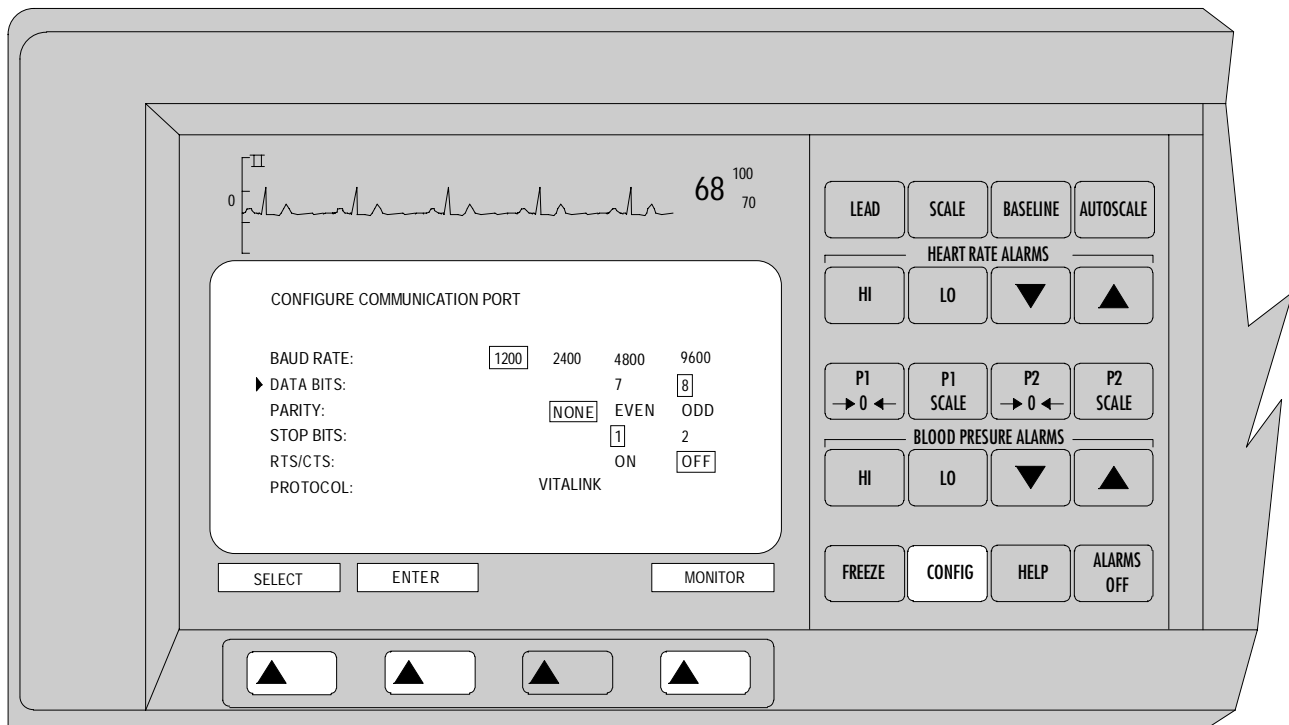 II
0
68 100
70
CONFIGURE COMMUNICATION PORT
BAUD RATE: 1200 2400 4800 9600
DATA BITS: 7 8
PARITY: NONE EVEN ODD
STOP BITS: 1 2
RTS/CTS: ON OFF
PROTOCOL: VITALINK
SELECT ENTER MONITOR
LEAD SCALE BASELINE AUTOSCALE
HEART RATE ALARMS
HI LO
P1 P1 P2 P2
0 SCALE 0 SCALE
BLOOD PRESURE ALARMS
HI LO
FREEZE CONFIG HELP ALARMS
OFF